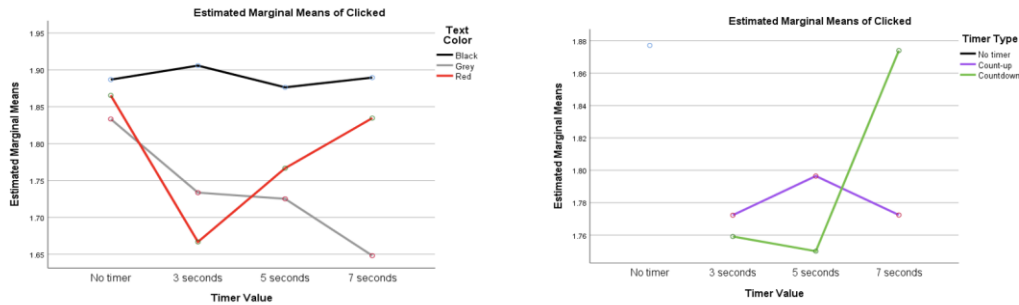 Estimated Marginal Means of Clicked
Text
Color
Black
Grey
Red
1.95
1.90
1.85
1.80
1.75
1.70
1.65
Estimated Marginal Means
No timer
3 seconds
5 seconds
7 seconds
Timer Value
Estimated Marginal Means of Clicked
Timer Type
No timer
Count-up
Countdown
1.88
1.86
1.84
1.82
1.80
1.78
1.76
Estimated Marginal Means
No timer
3 seconds
5 seconds
7 seconds
Timer Value